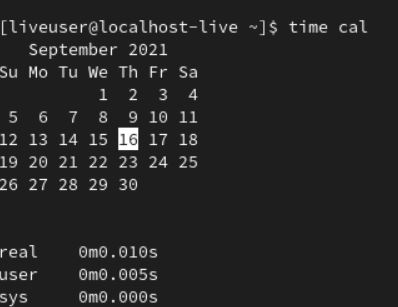 [liveuser@localhost-live ~]$ time cal
   September 2021
Su Mo Tu We Th Fr Sa
          1  2  3  4
 5  6  7  8  9 10 11
12 13 14 15 16 17 18
19 20 21 22 23 24 25
26 27 28 29 30
real    0m0.010s
user    0m0.005s
sys     0m0.000s